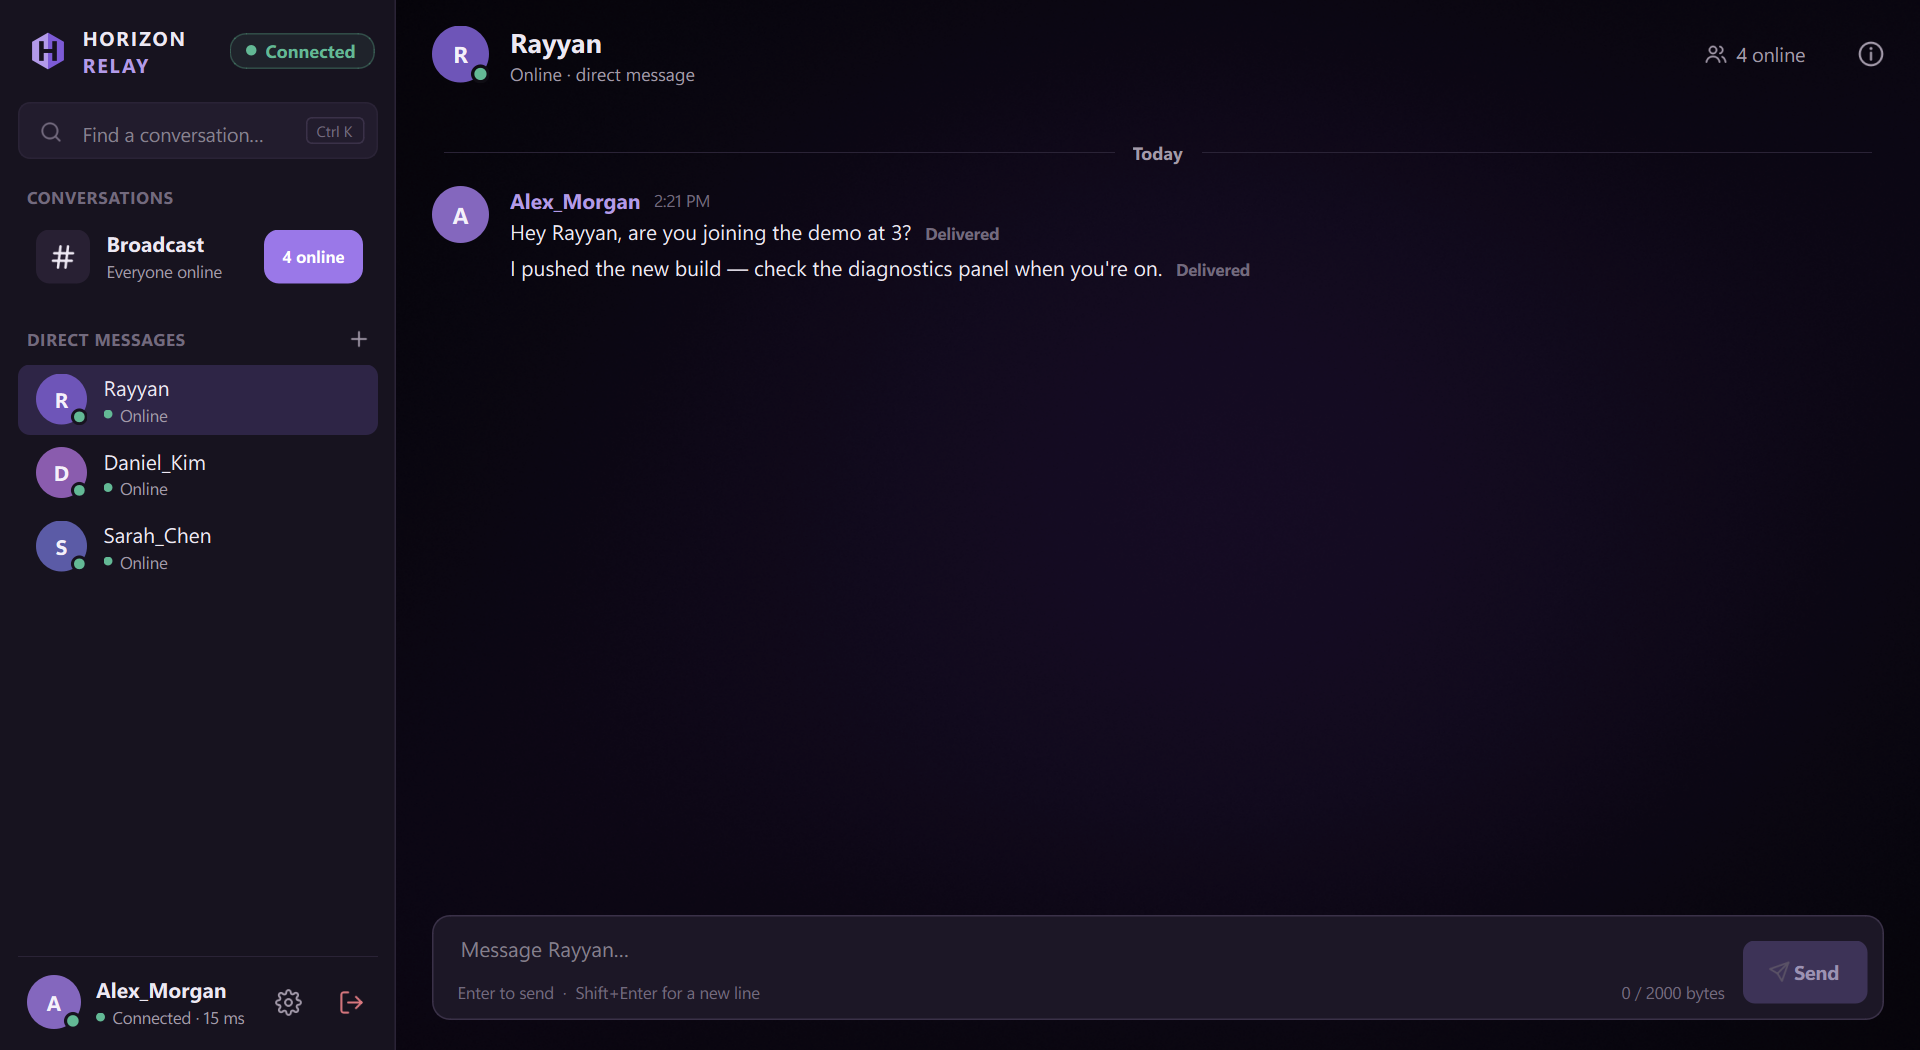 HORIZON
RELAY
Connected
Find a conversation...
Ctrl K
CONVERSATIONS
Broadcast
Everyone online
4 online
DIRECT MESSAGES
R
Rayyan
Online
D
Daniel_Kim
Online
S
Sarah_Chen
Online
A
Alex_Morgan
Connected · 15 ms
R
Rayyan
Online · direct message
4 online
Today
A
Alex_Morgan 2:21 PM
Hey Rayyan, are you joining the demo at 3? Delivered
I pushed the new build — check the diagnostics panel when you're on. Delivered
Message Rayyan...
Enter to send · Shift+Enter for a new line
0 / 2000 bytes
Send